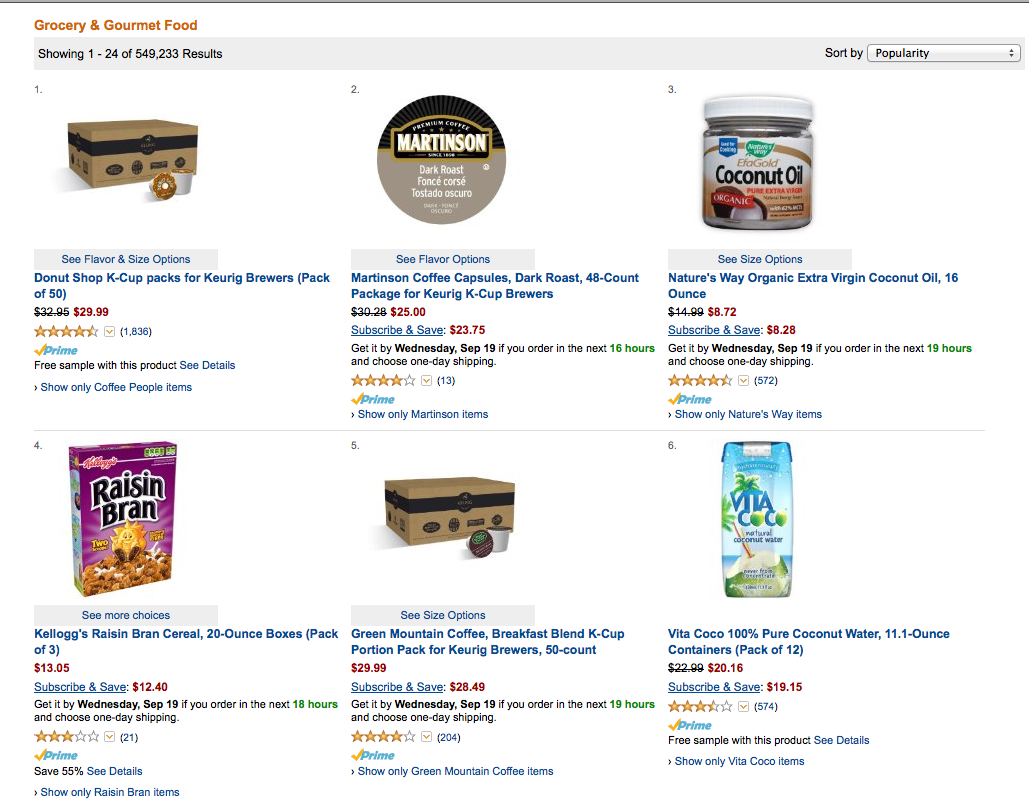 Grocery & Gourmet Food
Showing 1 - 24 of 549,233 Results
Sort by Popularity
1.
See Flavor & Size Options
Donut Shop K-Cup packs for Keurig Brewers (Pack
of 50)
$32.95 $29.99
(1,836)
Prime
Free sample with this product See Details
› Show only Coffee People items
2.
PREMIUM COFFEE
MARTINSON
SINCE 1898
Dark Roast
Foncé corsé
Tostado oscuro
DARK · FONCÉ
OSCURO
See Flavor Options
Martinson Coffee Capsules, Dark Roast, 48-Count
Package for Keurig K-Cup Brewers
$30.28 $25.00
Subscribe & Save: $23.75
Get it by Wednesday, Sep 19 if you order in the next 16 hours
and choose one-day shipping.
(13)
Prime
› Show only Martinson items
3.
Good for
Cooking
Nature's
Way
EfaGold
Coconut Oil
PURE EXTRA VIRGIN
ORGANIC
See Size Options
Nature's Way Organic Extra Virgin Coconut Oil, 16
Ounce
$14.99 $8.72
Subscribe & Save: $8.28
Get it by Wednesday, Sep 19 if you order in the next 19 hours
and choose one-day shipping.
(572)
Prime
› Show only Nature's Way items
4.
Kellogg's
Raisin
Bran
TWO
SCOOPS
See more choices
Kellogg's Raisin Bran Cereal, 20-Ounce Boxes (Pack
of 3)
$13.05
Subscribe & Save: $12.40
Get it by Wednesday, Sep 19 if you order in the next 18 hours
and choose one-day shipping.
(21)
Prime
Save 55% See Details
› Show only Raisin Bran items
5.
See Size Options
Green Mountain Coffee, Breakfast Blend K-Cup
Portion Pack for Keurig Brewers, 50-count
$29.99
Subscribe & Save: $28.49
Get it by Wednesday, Sep 19 if you order in the next 19 hours
and choose one-day shipping.
(204)
Prime
› Show only Green Mountain Coffee items
6.
VITA
COCO
natural
coconut water
never from
concentrate
Vita Coco 100% Pure Coconut Water, 11.1-Ounce
Containers (Pack of 12)
$22.99 $20.16
Subscribe & Save: $19.15
(574)
Prime
Free sample with this product See Details
› Show only Vita Coco items